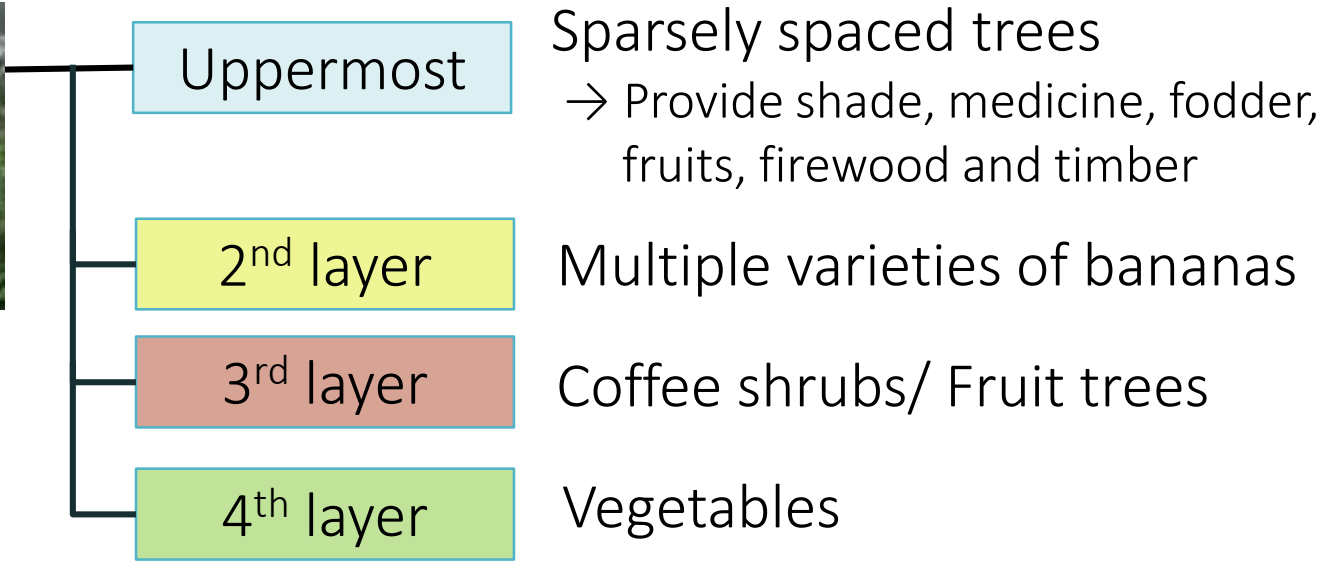 Uppermost
Sparsely spaced trees
→ Provide shade, medicine, fodder,
fruits, firewood and timber
2nd layer
Multiple varieties of bananas
3rd layer
Coffee shrubs/ Fruit trees
4th layer
Vegetables